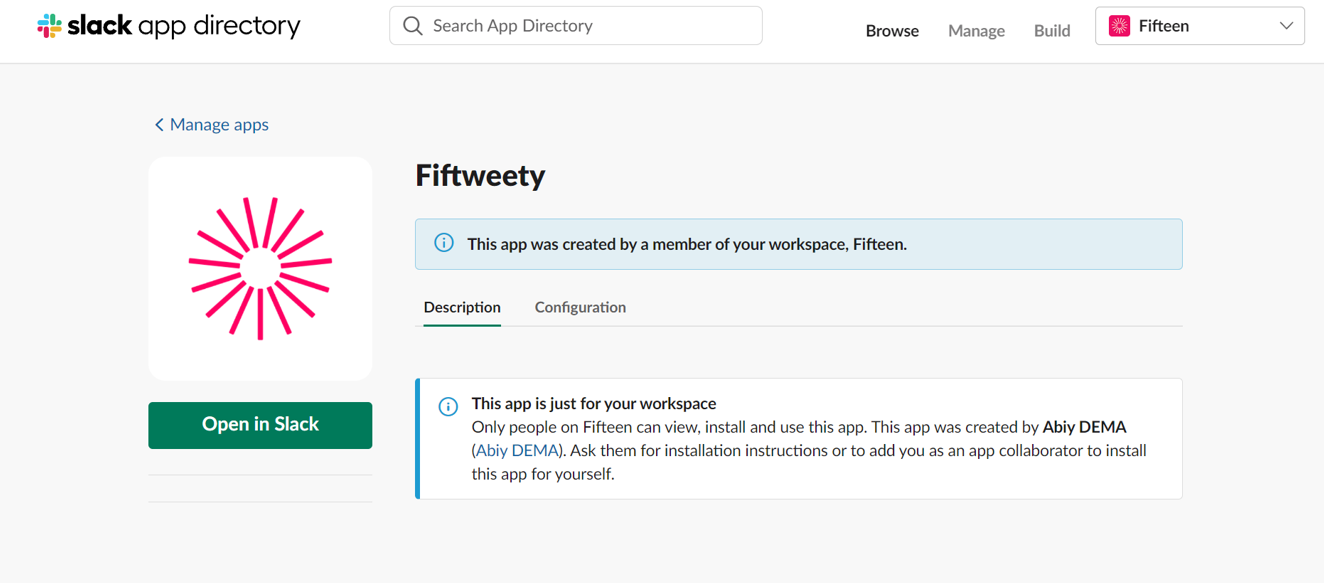 slack app directory
Search App Directory
Browse
Manage
Build
Fifteen
Manage apps
Fiftweety
This app was created by a member of your workspace, Fifteen.
Description
Configuration
Open in Slack
This app is just for your workspace
Only people on Fifteen can view, install and use this app. This app was created by Abiy DEMA
(Abiy DEMA). Ask them for installation instructions or to add you as an app collaborator to install
this app for yourself.